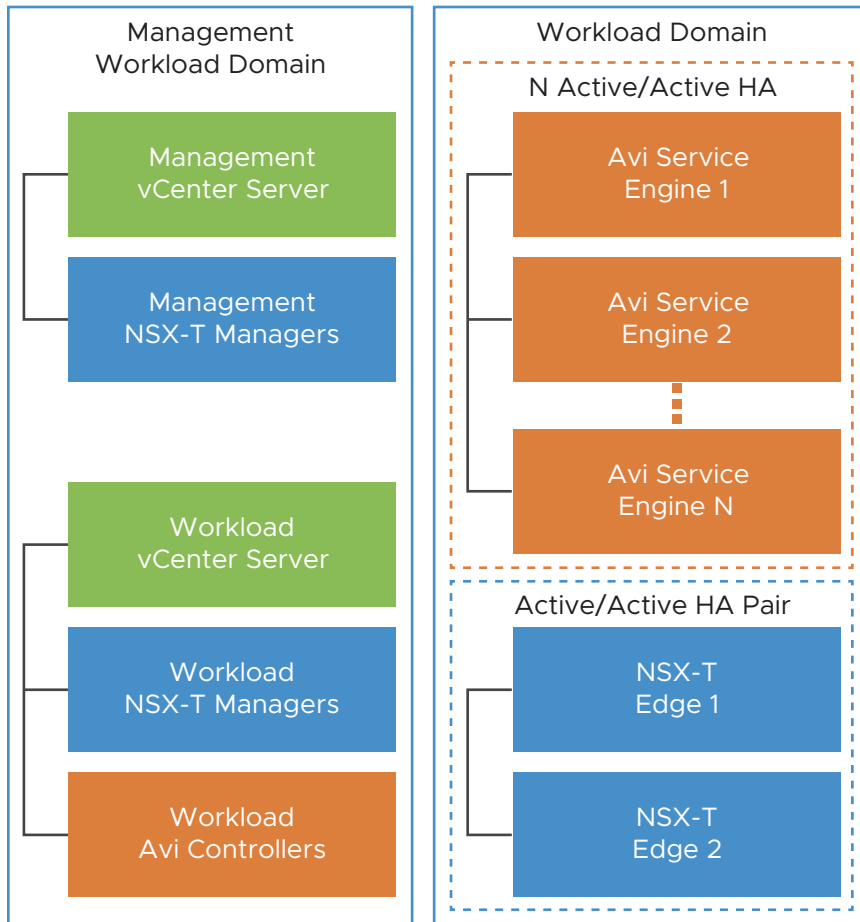 Management
Workload Domain
Management
vCenter Server
Management
NSX-T Managers
Workload
vCenter Server
Workload
NSX-T Managers
Workload
Avi Controllers
Workload Domain
N Active/Active HA
Avi Service
Engine 1
Avi Service
Engine 2
Avi Service
Engine N
Active/Active HA Pair
NSX-T
Edge 1
NSX-T
Edge 2